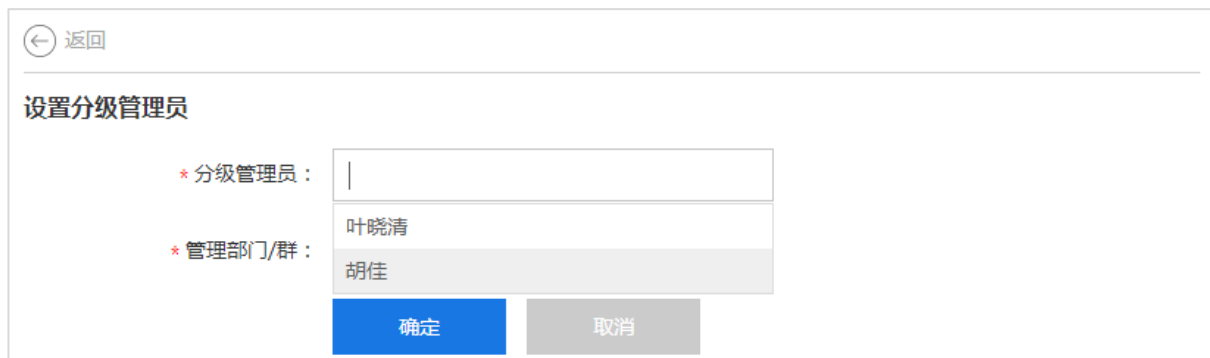 返回
设置分级管理员
* 分级管理员：
叶晓清
* 管理部门/群：
胡佳
确定 取消